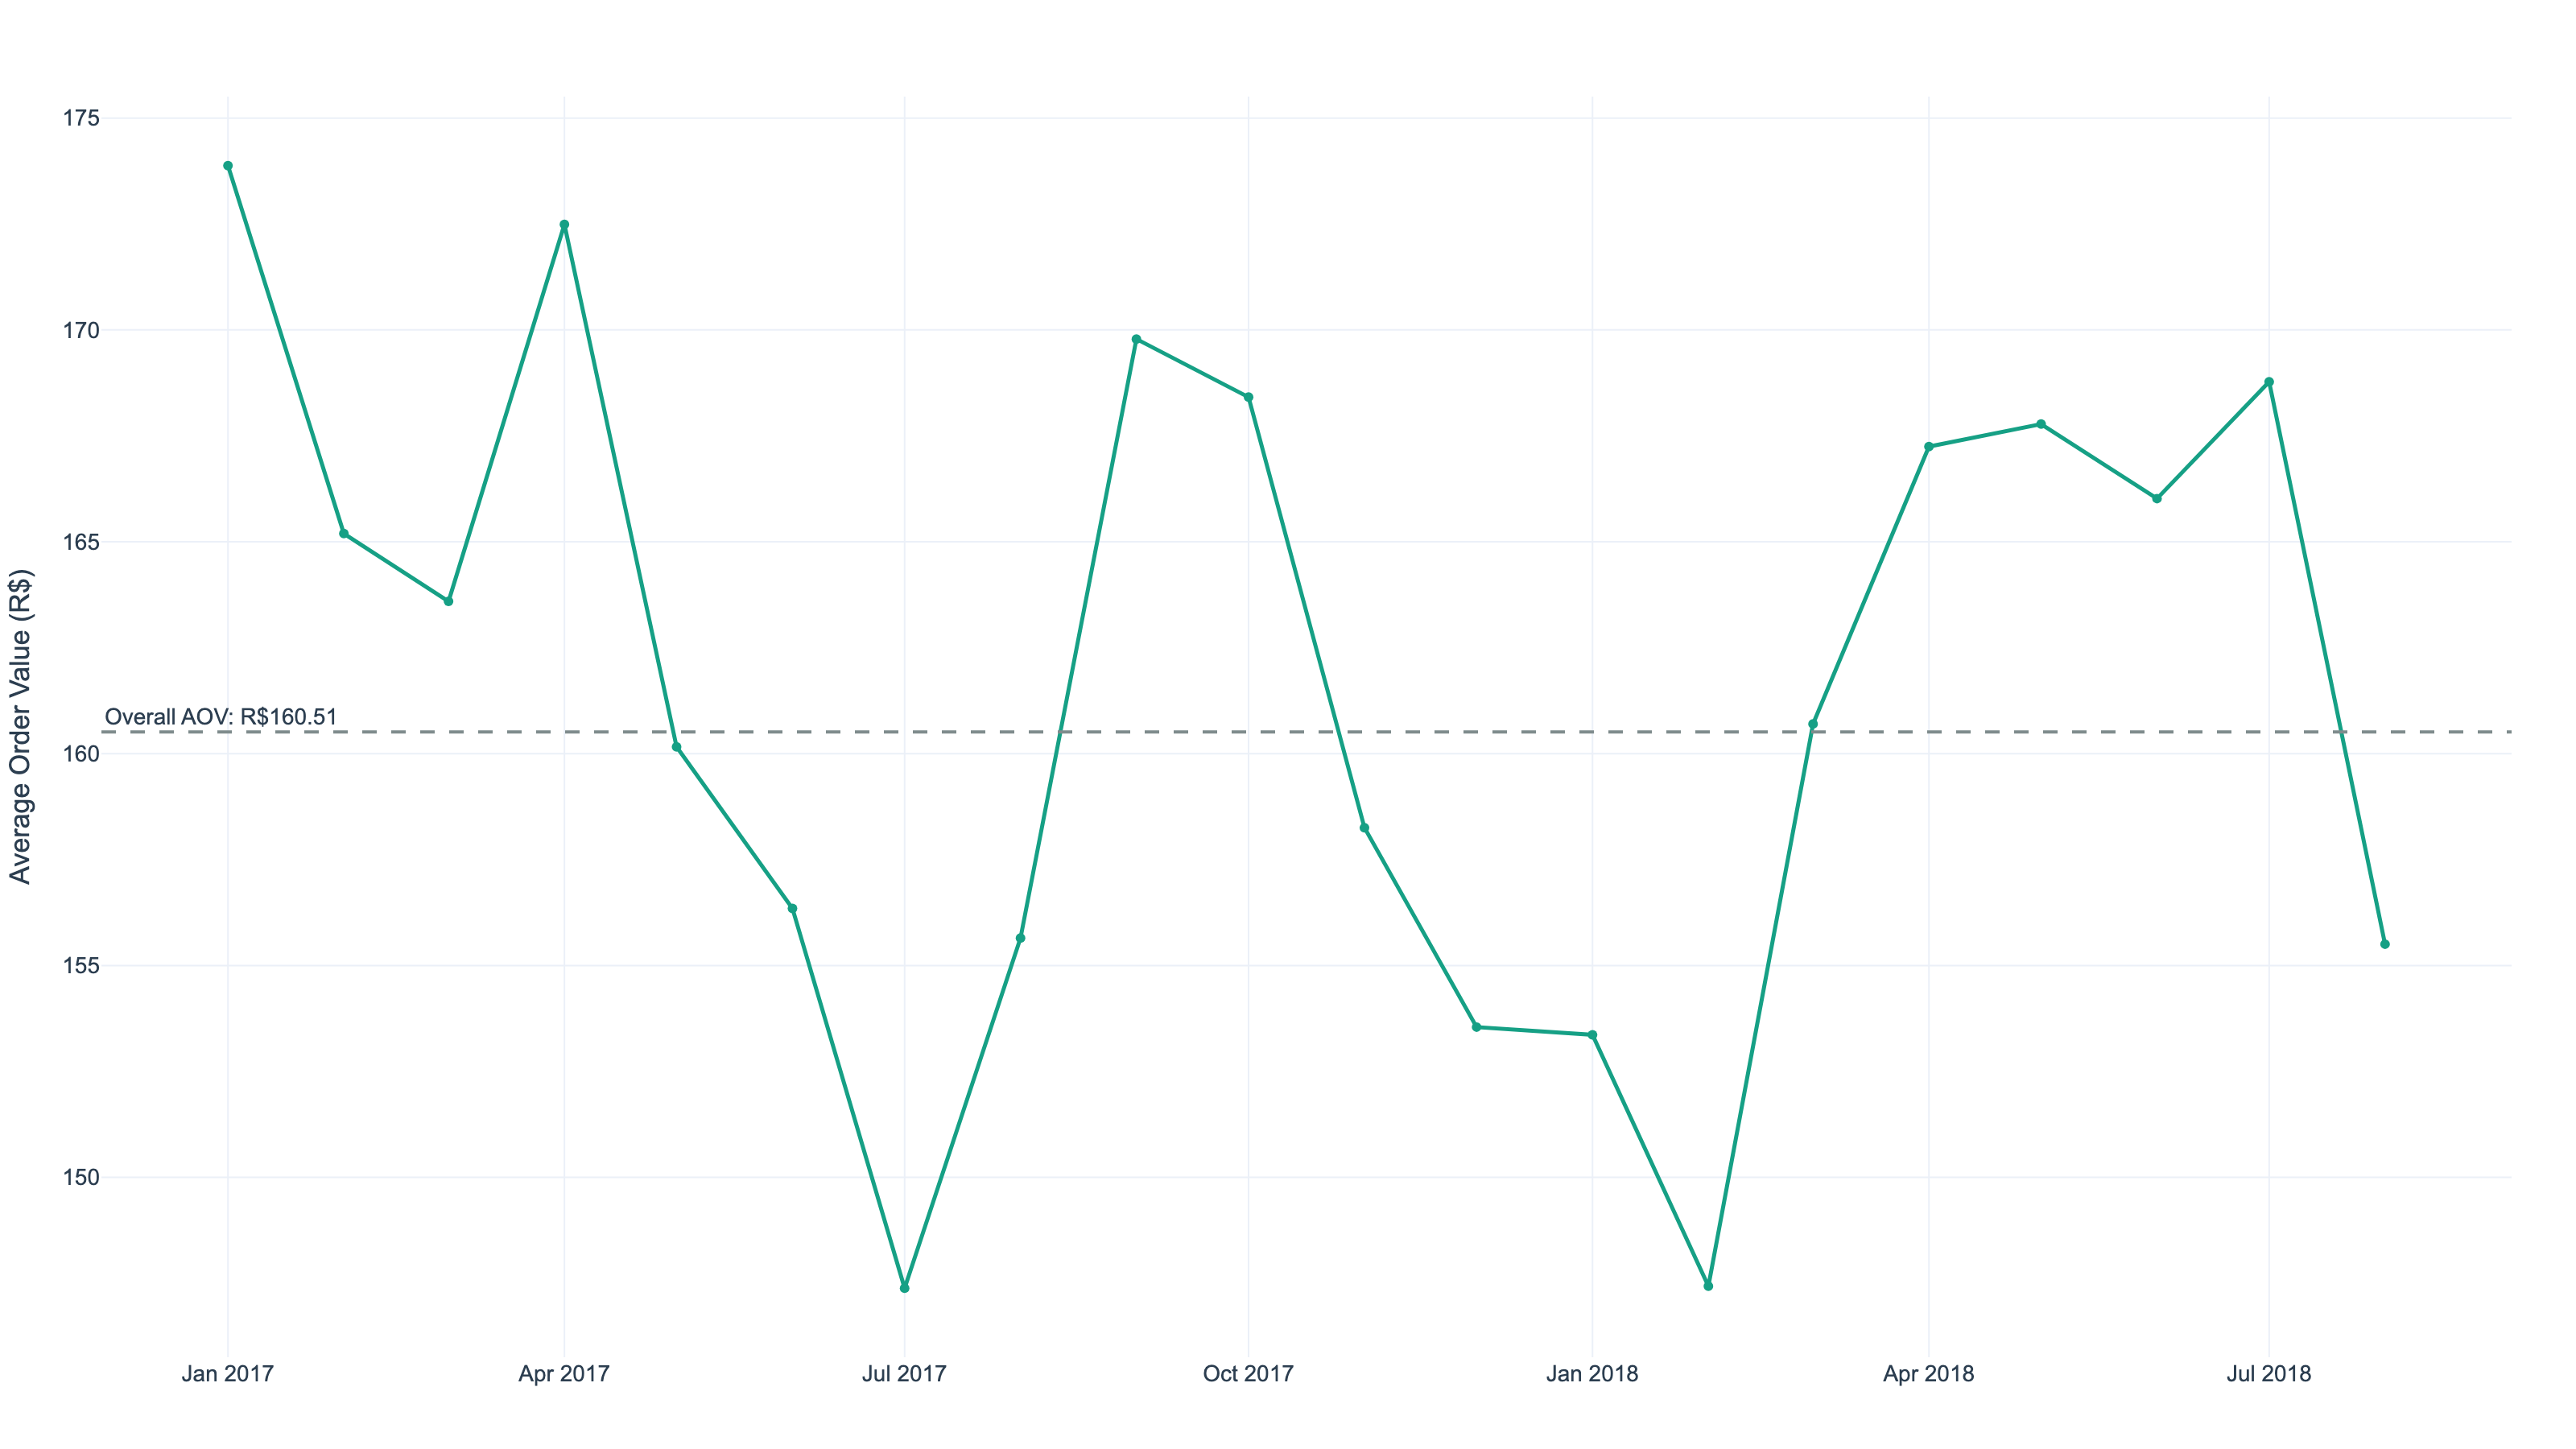 Average Order Value (R$)
175
170
165
160
155
150
Overall AOV: R$160.51
Jan 2017
Apr 2017
Jul 2017
Oct 2017
Jan 2018
Apr 2018
Jul 2018